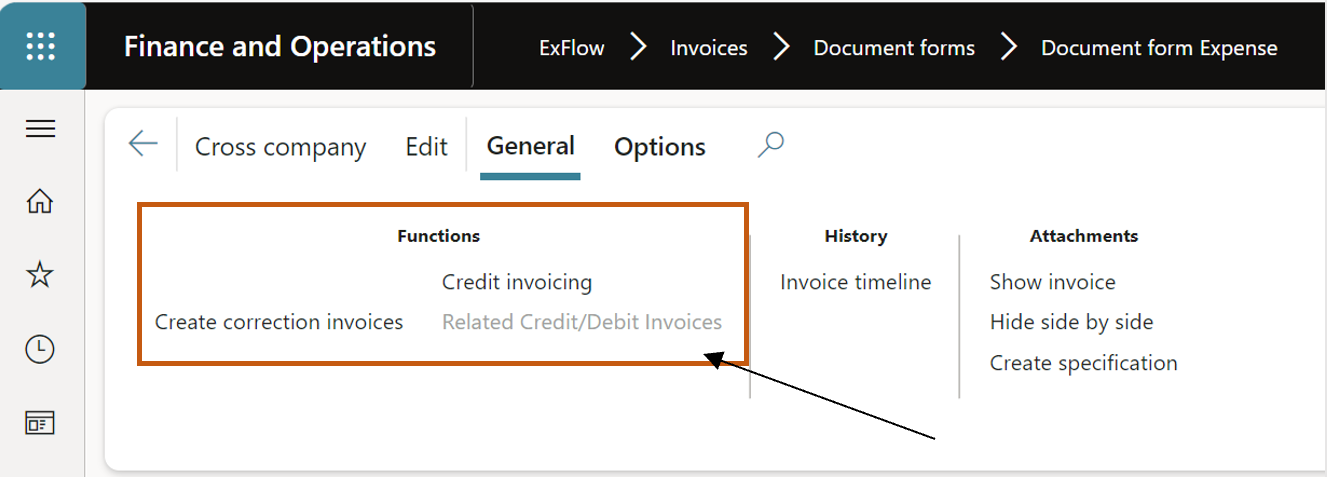 Finance and Operations
ExFlow Invoices Document forms Document form Expense
Cross company Edit General Options
Functions
Credit invoicing
Create correction invoices Related Credit/Debit Invoices
History
Invoice timeline
Attachments
Show invoice
Hide side by side
Create specification